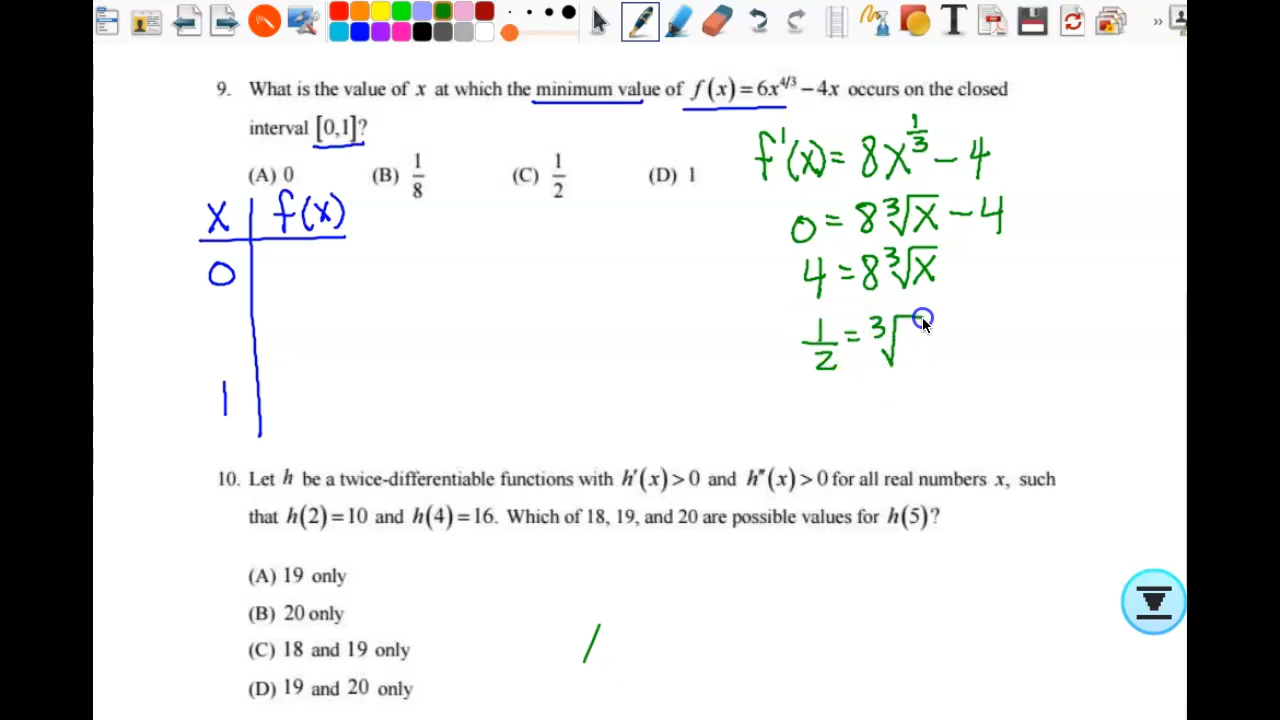 9. What is the value of x at which the minimum value of f(x) = 6x^{4/3} − 4x occurs on the closed
interval [0,1]?
(A) 0 (B) 1/8 (C) 1/2 (D) 1
f'(x) = 8x^{1/3} − 4
0 = 8∛x − 4
4 = 8∛x
1/2 = ∛
x f(x)
0
1
10. Let h be a twice-differentiable functions with h′(x) > 0 and h″(x) > 0 for all real numbers x, such
that h(2) = 10 and h(4) = 16. Which of 18, 19, and 20 are possible values for h(5)?
(A) 19 only
(B) 20 only
(C) 18 and 19 only
(D) 19 and 20 only